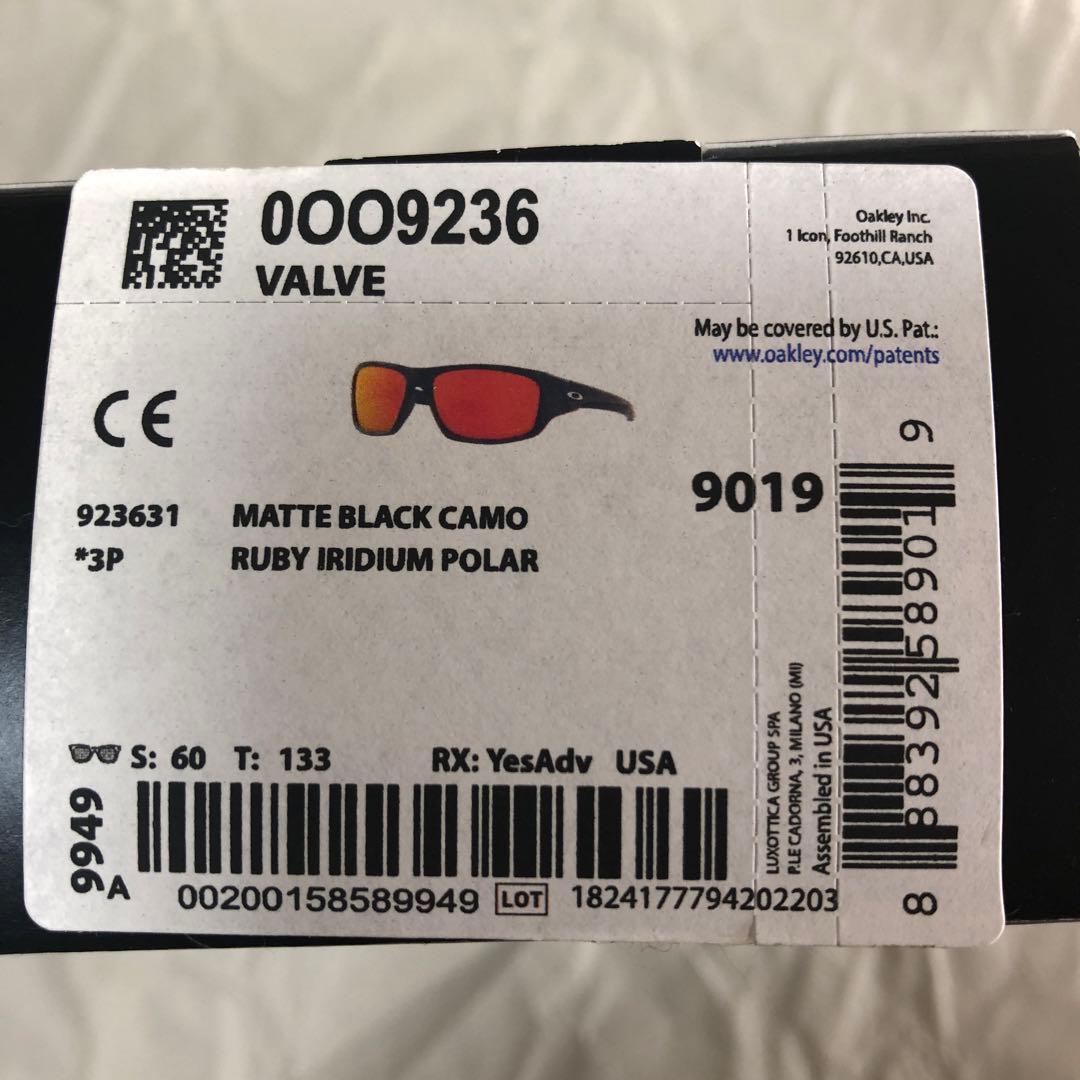 0OO9236
VALVE
Oakley Inc.
1 Icon, Foothill Ranch
92610,CA,USA
May be covered by U.S. Pat.:
www.oakley.com/patents
CE
9019
923631 MATTE BLACK CAMO
*3P RUBY IRIDIUM POLAR
S: 60 T: 133 RX: YesAdv USA
9949
A
00200158589949 LOT 1824177794202203
LUXOTTICA GROUP SPA
P.LE CADORNA, 3, MILANO (MI)
Assembled in USA
8 88392 58901 9